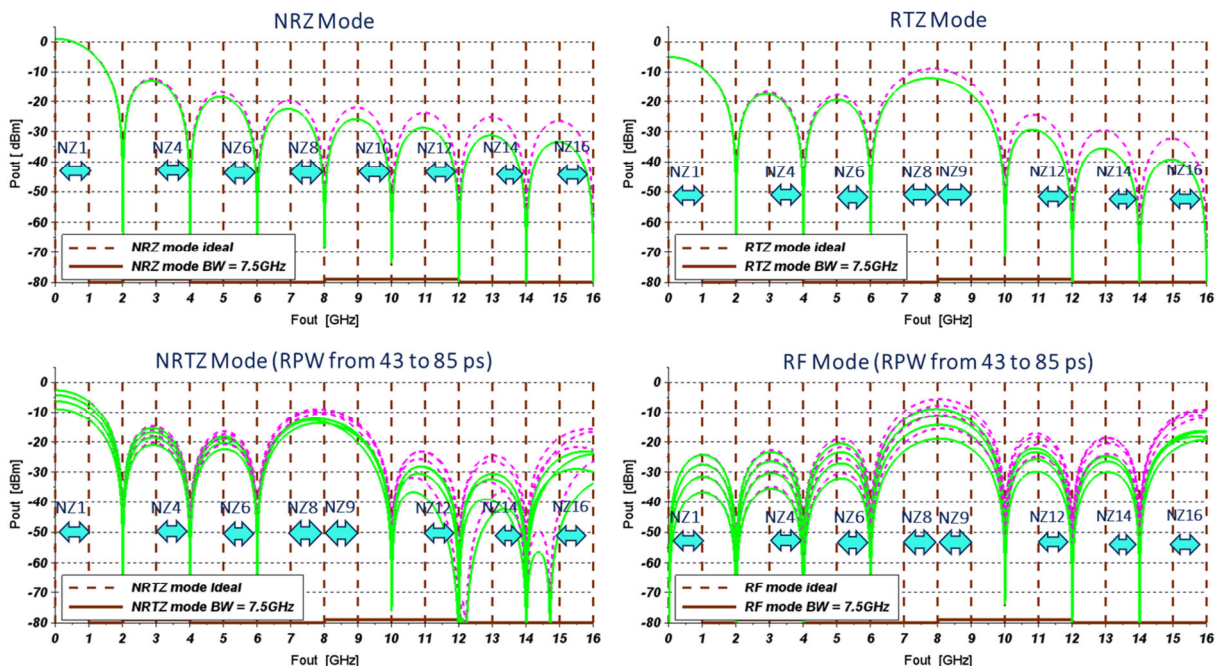 NRZ Mode
Pout [ dBm]
0
-10
-20
-30
-40
-50
-60
-70
-80
NZ1 NZ4 NZ6 NZ8 NZ10 NZ12 NZ14 NZ16
NRZ mode ideal
NRZ mode BW = 7.5GHz
0 1 2 3 4 5 6 7 8 9 10 11 12 13 14 15 16
Fout [GHz]
RTZ Mode
Pout [dBm]
0
-10
-20
-30
-40
-50
-60
-70
-80
NZ1 NZ4 NZ6 NZ8 NZ9 NZ12 NZ14 NZ16
RTZ mode ideal
RTZ mode BW = 7.5GHz
0 1 2 3 4 5 6 7 8 9 10 11 12 13 14 15 16
Fout [GHz]
NRTZ Mode (RPW from 43 to 85 ps)
Pout [dBm]
0
-10
-20
-30
-40
-50
-60
-70
-80
NZ1 NZ4 NZ6 NZ8 NZ9 NZ12 NZ14 NZ16
NRTZ mode ideal
NRTZ mode BW = 7.5GHz
0 1 2 3 4 5 6 7 8 9 10 11 12 13 14 15 16
Fout [GHz]
RF Mode (RPW from 43 to 85 ps)
Pout [dBm]
0
-10
-20
-30
-40
-50
-60
-70
-80
NZ1 NZ4 NZ6 NZ8 NZ9 NZ12 NZ14 NZ16
RF mode ideal
RF mode BW = 7.5GHz
0 1 2 3 4 5 6 7 8 9 10 11 12 13 14 15 16
Fout [GHz]